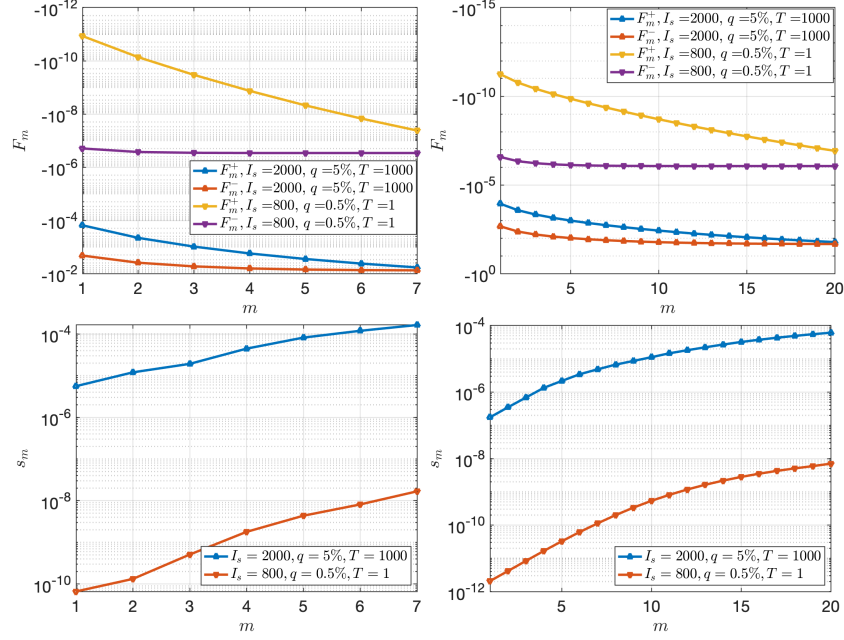 -10^-12
-10^-10
-10^-8
-10^-6
-10^-4
-10^-2
F_m
1 2 3 4 5 6 7
m
F_m^+, I_s =2000, q =5%, T =1000
F_m^-, I_s =2000, q =5%, T =1000
F_m^+, I_s =800, q =0.5%, T =1
F_m^-, I_s =800, q =0.5%, T =1
-10^-15
-10^-10
-10^-5
-10^0
F_m
5 10 15 20
m
F_m^+, I_s =2000, q =5%, T =1000
F_m^-, I_s =2000, q =5%, T =1000
F_m^+, I_s =800, q =0.5%, T =1
F_m^-, I_s =800, q =0.5%, T =1
10^-4
10^-6
10^-8
10^-10
s_m
1 2 3 4 5 6 7
m
I_s = 2000, q = 5%, T = 1000
I_s = 800, q = 0.5%, T = 1
10^-4
10^-6
10^-8
10^-10
10^-12
s_m
5 10 15 20
m
I_s = 2000, q = 5%, T = 1000
I_s = 800, q = 0.5%, T = 1